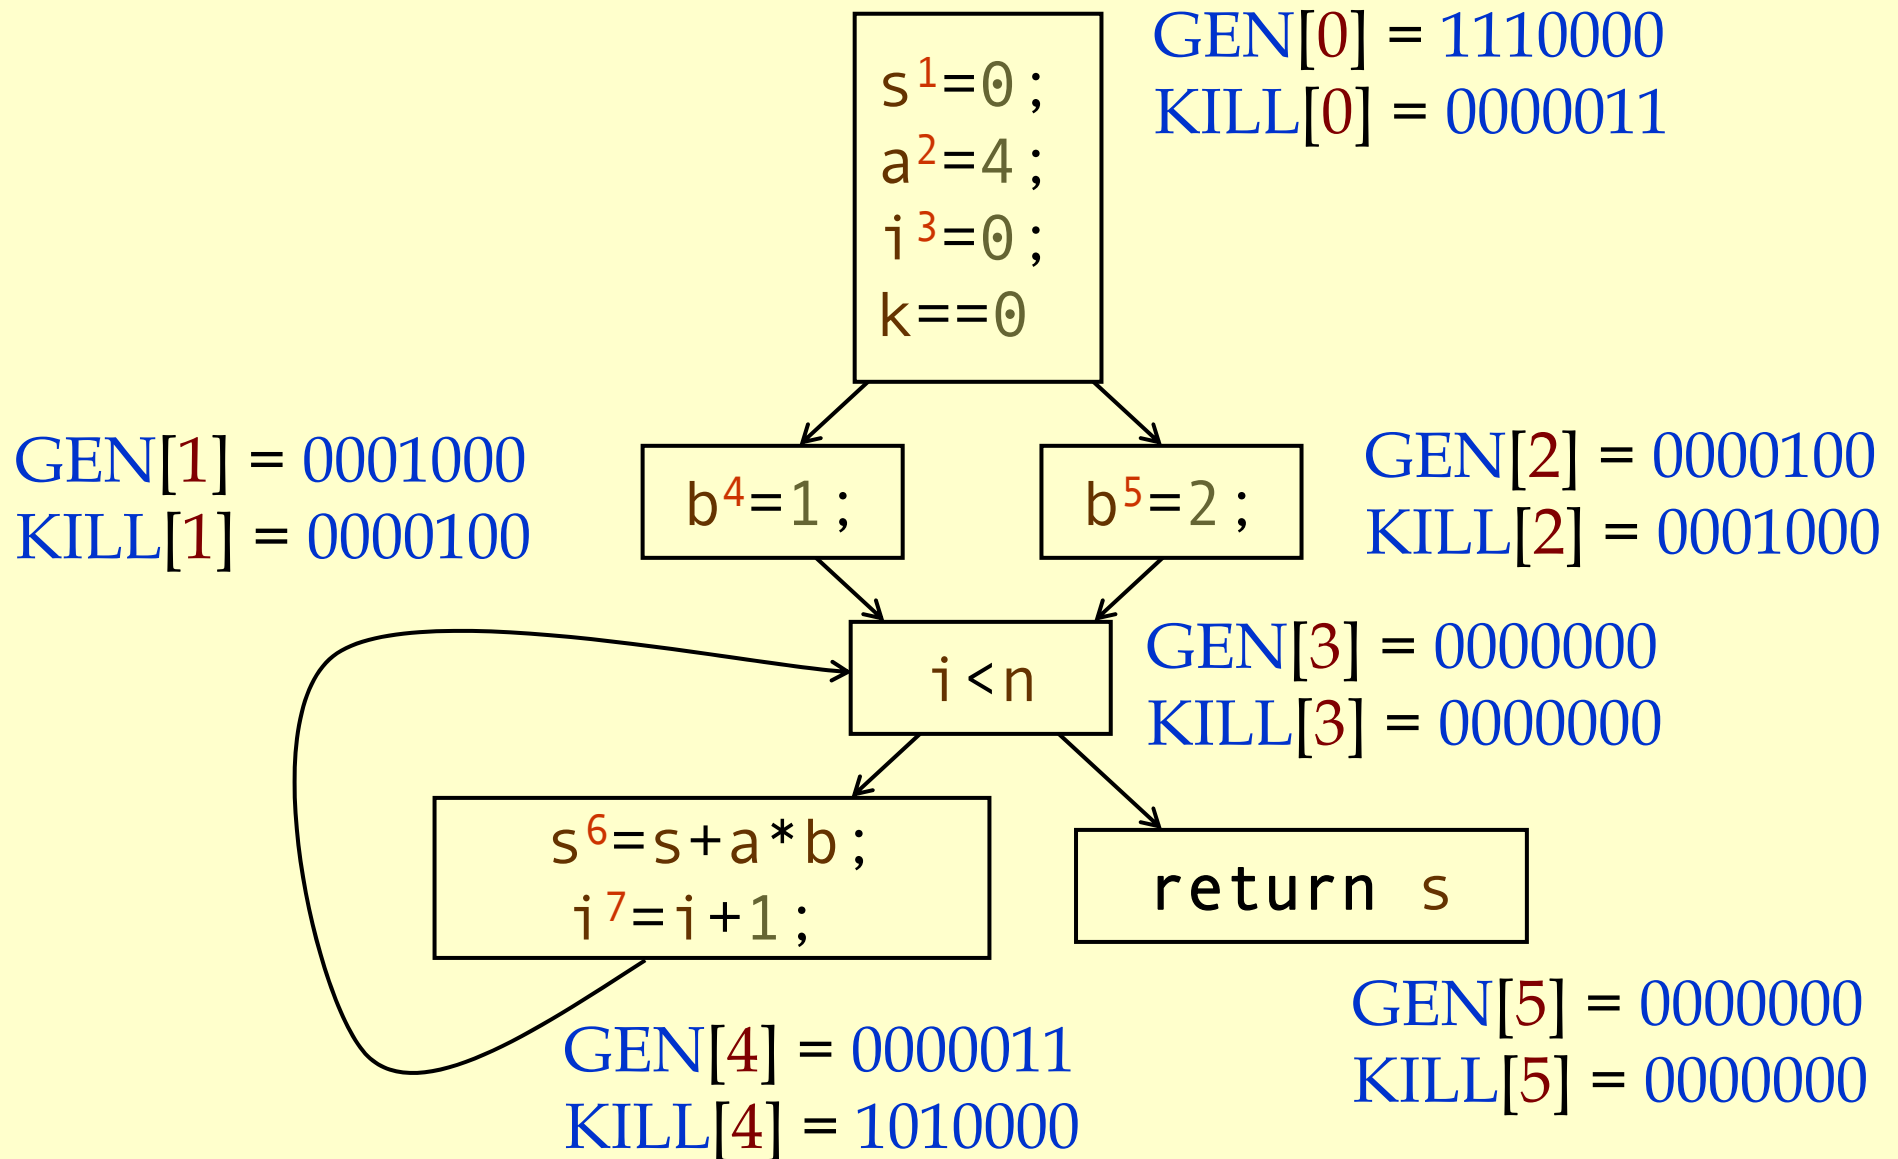 s¹=0;
a²=4;
i³=0;
k==0
GEN[0] = 1110000
KILL[0] = 0000011
GEN[1] = 0001000
KILL[1] = 0000100
b⁴=1;
b⁵=2;
GEN[2] = 0000100
KILL[2] = 0001000
i<n
GEN[3] = 0000000
KILL[3] = 0000000
s⁶=s+a*b;
i⁷=i+1;
return s
GEN[4] = 0000011
KILL[4] = 1010000
GEN[5] = 0000000
KILL[5] = 0000000